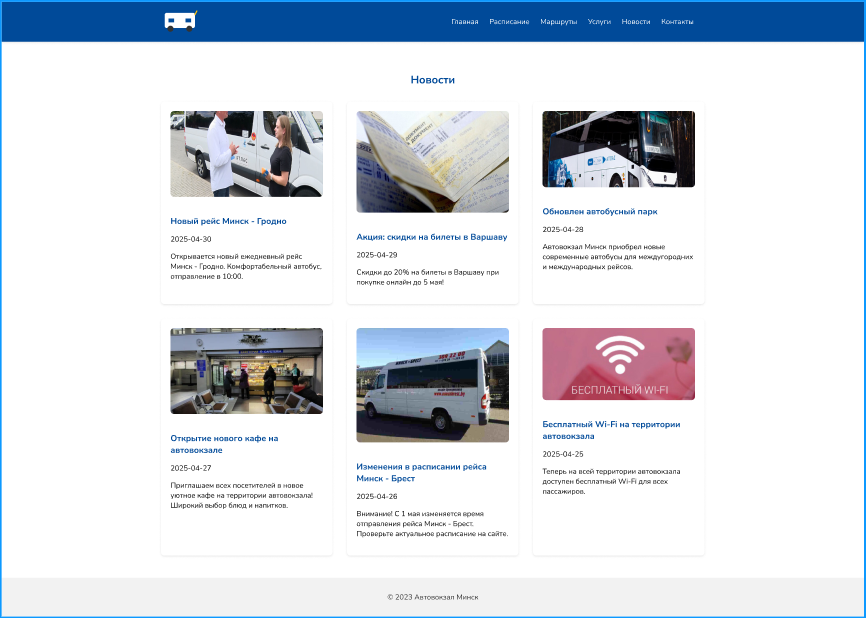 Главная Расписание Маршруты Услуги Новости Контакты
Новости
Новый рейс Минск - Гродно
2025-04-30
Открывается новый ежедневный рейс
Минск - Гродно. Комфортабельный автобус,
отправление в 10:00.
Акция: скидки на билеты в Варшаву
2025-04-29
Скидки до 20% на билеты в Варшаву при
покупке онлайн до 5 мая!
Обновлен автобусный парк
2025-04-28
Автовокзал Минск приобрел новые
современные автобусы для междугородних
и международных рейсов.
Открытие нового кафе на
автовокзале
2025-04-27
Приглашаем всех посетителей в новое
уютное кафе на территории автовокзала!
Широкий выбор блюд и напитков.
МИНСК - БРЕСТ
Изменения в расписании рейса
Минск - Брест
2025-04-26
Внимание! С 1 мая изменяется время
отправления рейса Минск - Брест.
Проверьте актуальное расписание на сайте.
БЕСПЛАТНЫЙ WI-FI
Бесплатный Wi-Fi на территории
автовокзала
2025-04-25
Теперь на всей территории автовокзала
доступен бесплатный Wi-Fi для всех
пассажиров.
© 2023 Автовокзал Минск